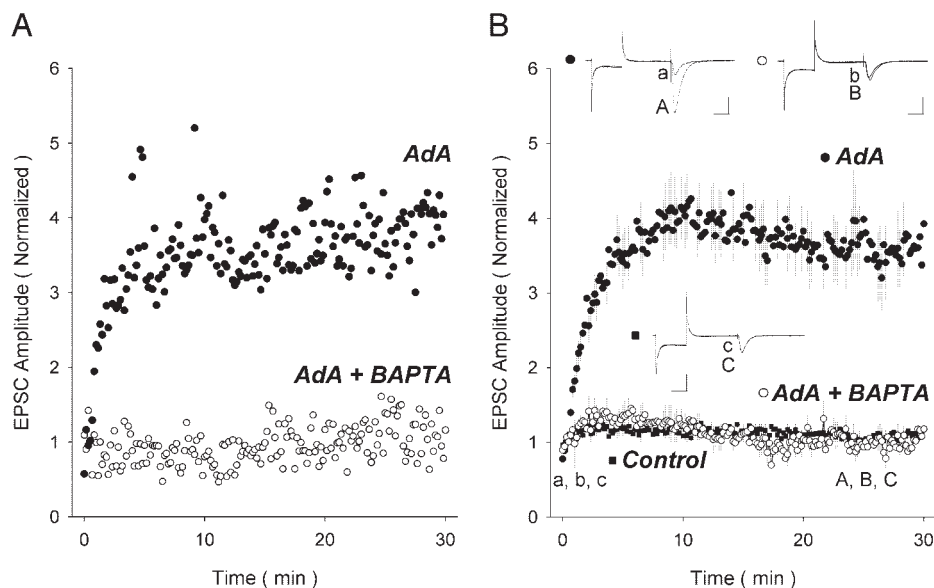 A
EPSC Amplitude ( Normalized )
6
5
4
3
2
1
0
AdA
AdA + BAPTA
0
10
20
30
Time ( min )
B
EPSC Amplitude ( Normalized )
6
5
4
3
2
1
0
a
A
b
B
AdA
c
C
AdA + BAPTA
Control
a, b, c
A, B, C
0
10
20
30
Time ( min )